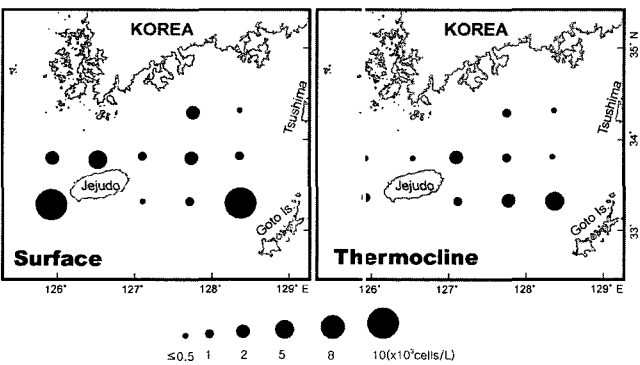 KOREA
KOREA
35˚N
Tsushima
Tsushima
34˚
Jejudo
Jejudo
Goto Is.
Goto Is.
33˚
Surface
Thermocline
126˚ 127˚ 128˚ 129˚ E
126˚ 127˚ 128˚ 129˚ E
≤0.5 1 2 5 8 10(x10³cells/L)